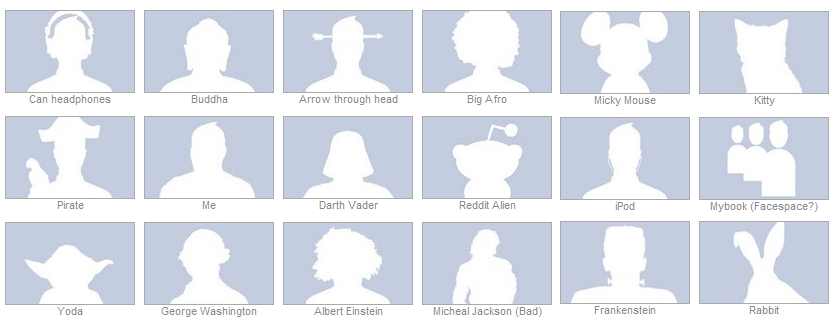 Can headphones
Buddha
Arrow through head
Big Afro
Micky Mouse
Kitty
Pirate
Me
Darth Vader
Reddit Alien
iPod
Mybook (Facespace?)
Yoda
George Washington
Albert Einstein
Micheal Jackson (Bad)
Frankenstein
Rabbit